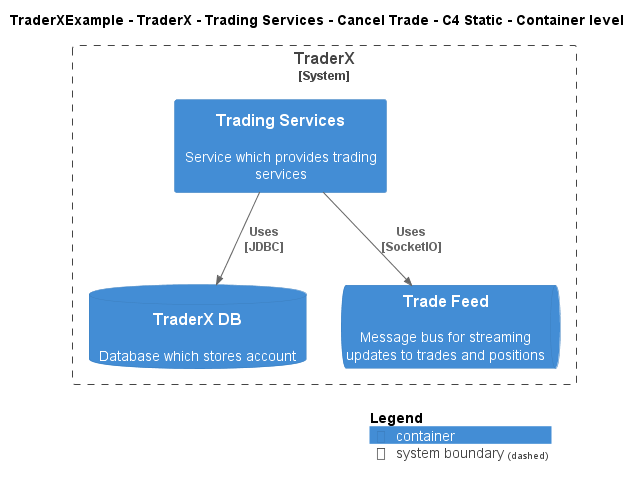 TraderXExample - TraderX - Trading Services - Cancel Trade - C4 Static - Container level
TraderX
[System]
Trading Services
Service which provides trading
services
Uses
[JDBC]
Uses
[SocketIO]
TraderX DB
Database which stores account
Trade Feed
Message bus for streaming
updates to trades and positions
Legend
container
system boundary (dashed)